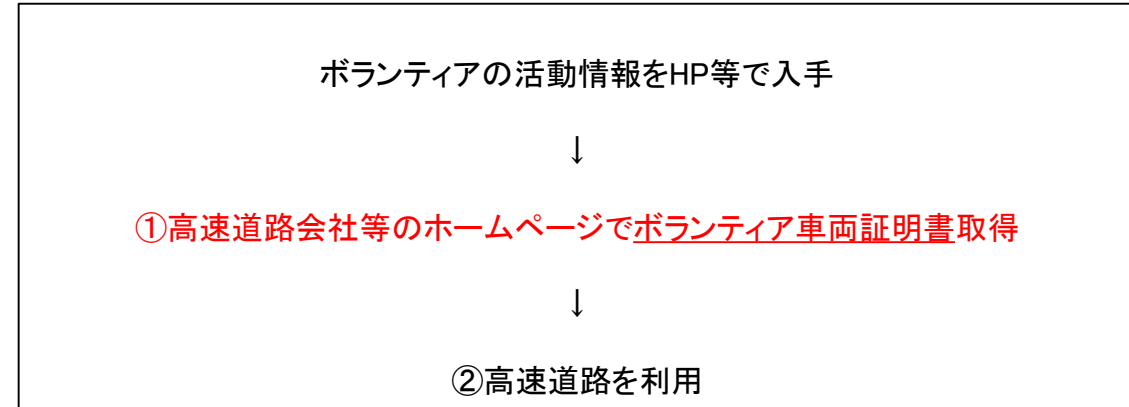 ボランティアの活動情報をHP等で入手
↓
①高速道路会社等のホームページでボランティア車両証明書取得
↓
②高速道路を利用